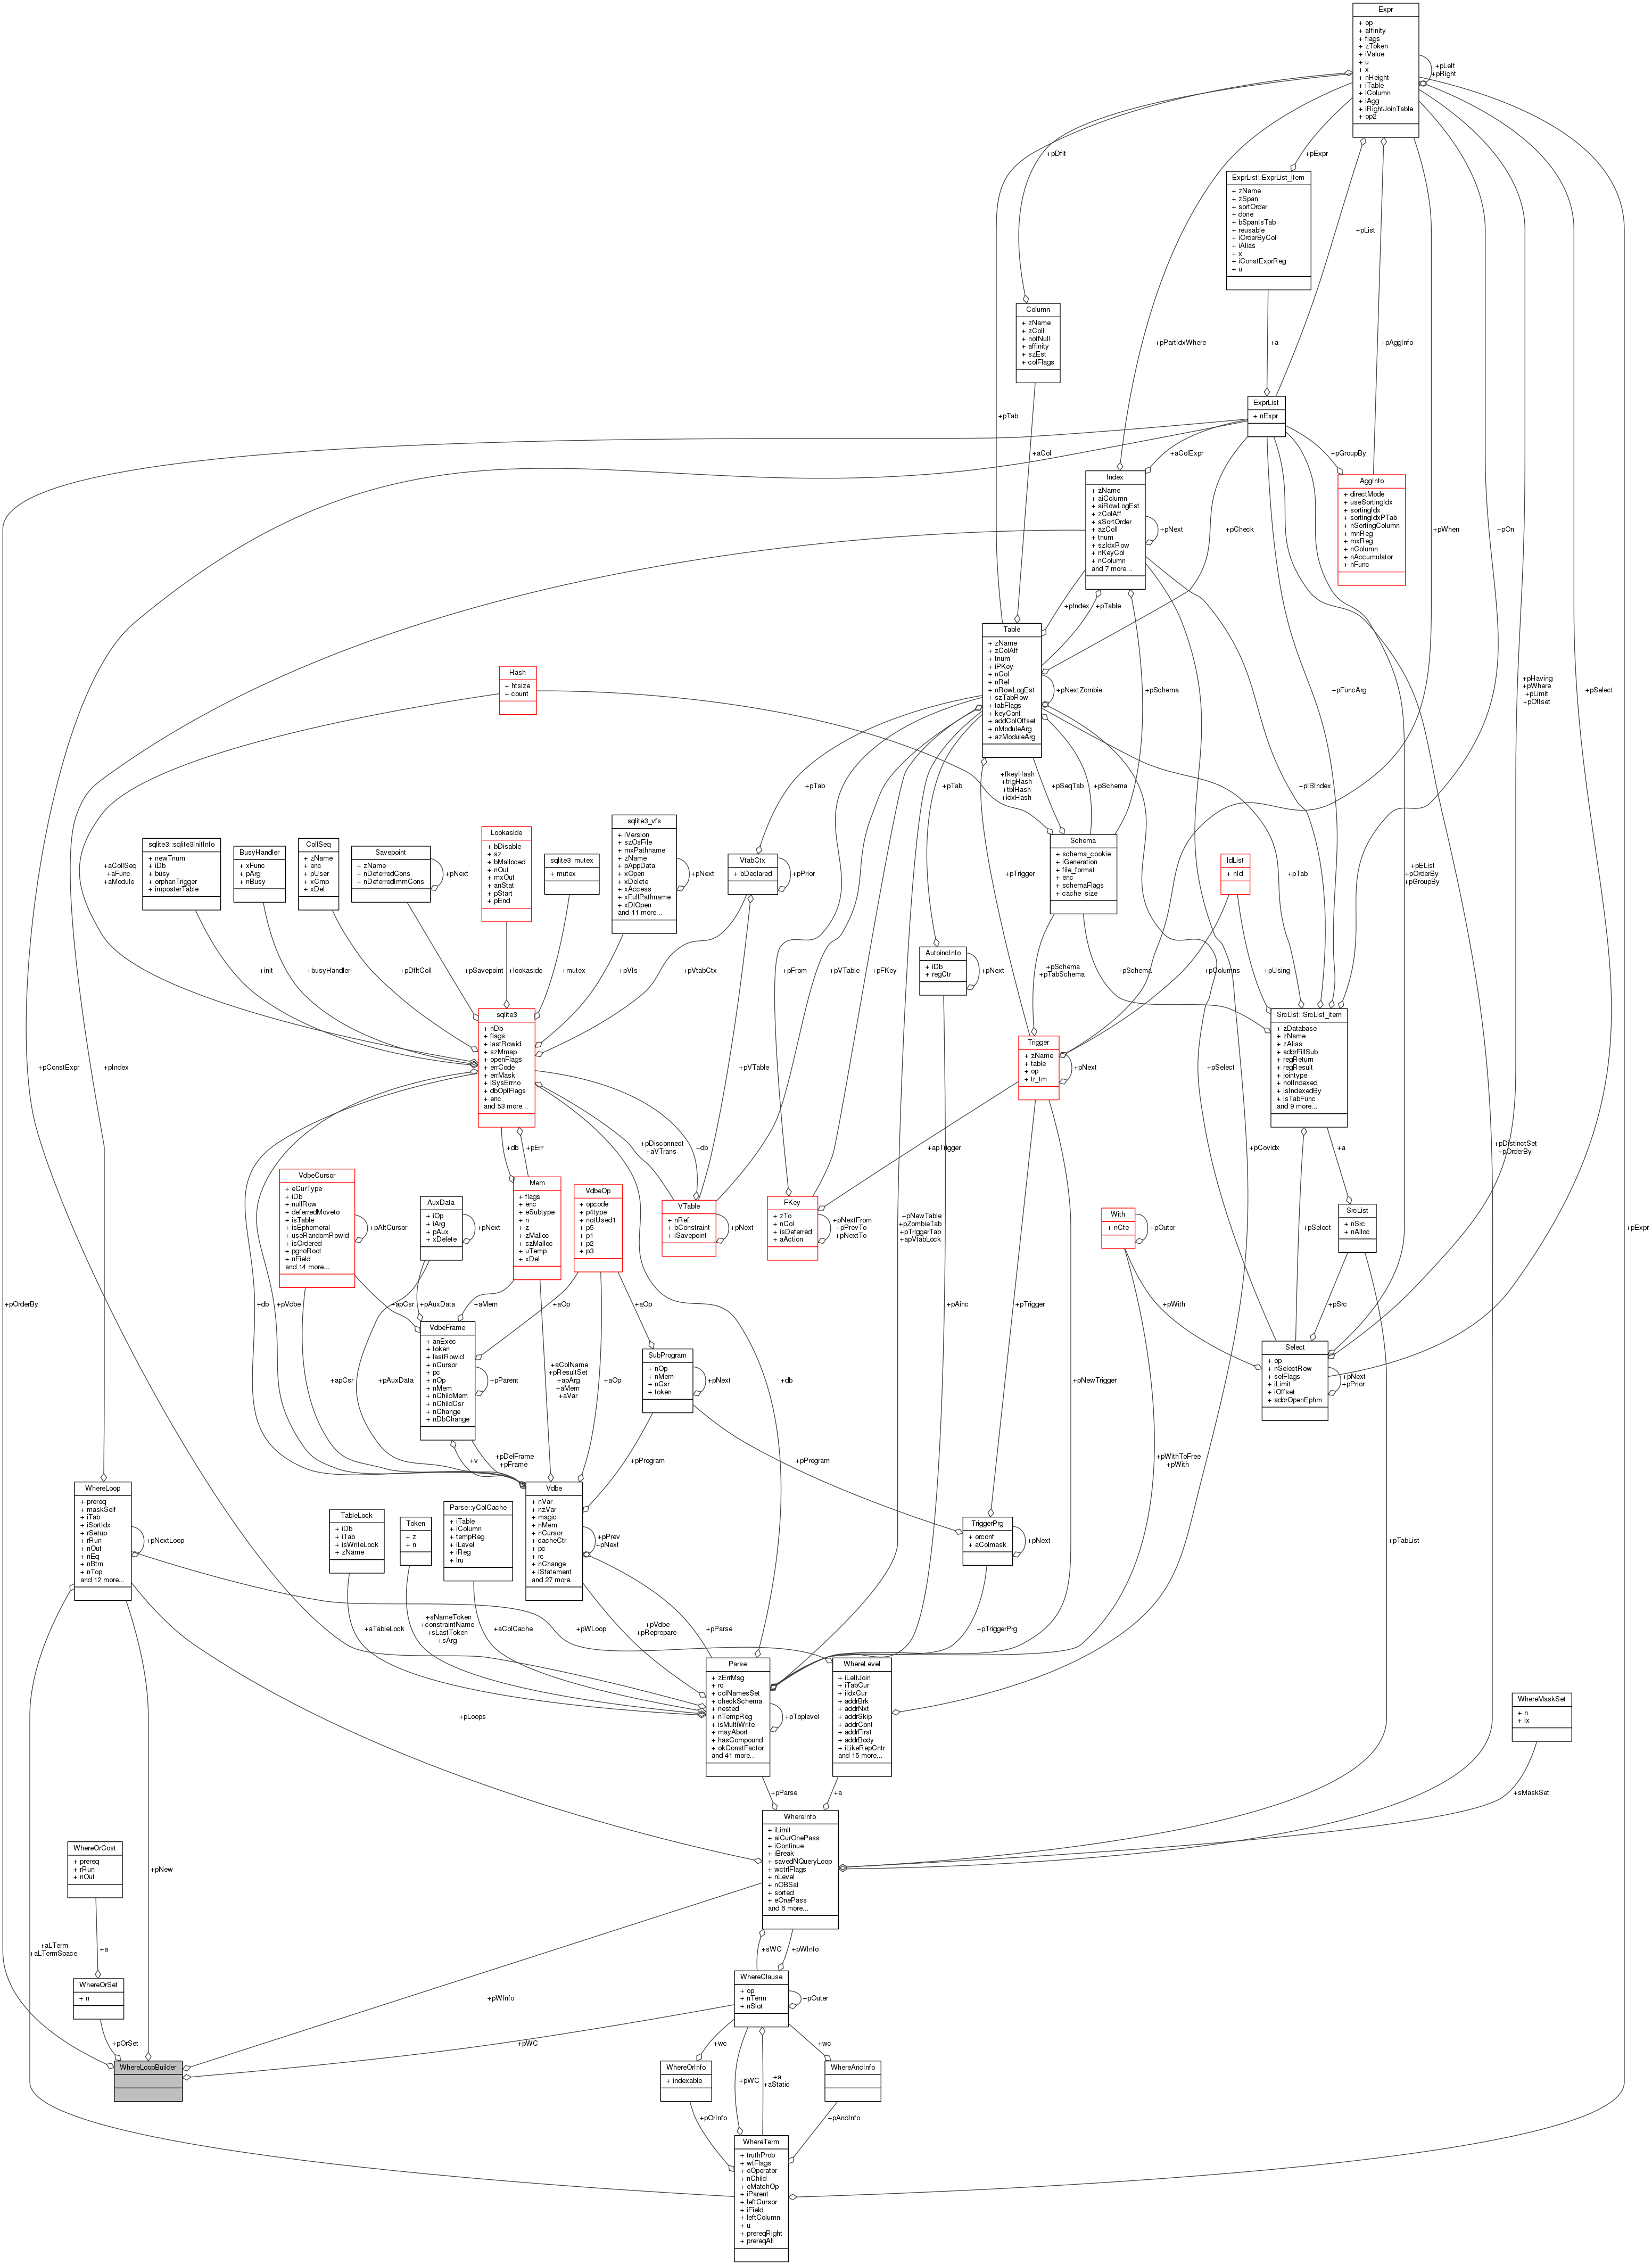 Expr
+ op
+ affinity
+ flags
+ zToken
+ iValue
+ u
+ x
+ nHeight
+ iTable
+ iColumn
+ iAgg
+ iRightJoinTable
+ op2
+pLeft
+pRight
+pDflt
+pExpr
ExprList::ExprList_item
+ zName
+ zSpan
+ sortOrder
+ done
+ bSpanIsTab
+ reusable
+ iOrderByCol
+ iAlias
+ x
+ iConstExprReg
+ u
+pList
Column
+ zName
+ zColl
+ notNull
+ affinity
+ szEst
+ colFlags
+pPartIdxWhere
+a
+pAggInfo
ExprList
+ nExpr
+pTab
+aCol
+aColExpr
+pGroupBy
Index
+ zName
+ aiColumn
+ aiRowLogEst
+ zColAff
+ aSortOrder
+ azColl
+ tnum
+ szIdxRow
+ nKeyCol
+ nColumn
and 7 more...
+pNext
AggInfo
+ directMode
+ useSortingIdx
+ sortingIdx
+ sortingIdxPTab
+ nSortingColumn
+ mnReg
+ mxReg
+ nColumn
+ nAccumulator
+ nFunc
+pCheck
+pWhen
+pOn
+pIndex
+pTable
Table
+ zName
+ zColAff
+ tnum
+ iPKey
+ nCol
+ nRef
+ nRowLogEst
+ szTabRow
+ tabFlags
+ keyConf
+ addColOffset
+ nModuleArg
+ azModuleArg
+pNextZombie
+pSchema
+pFuncArg
+pHaving
+pWhere
+pLimit
+pOffset
+pSelect
Hash
+ htsize
+ count
+fkeyHash
+trigHash
+tblHash
+idxHash
+pTab
+pTab
+pSeqTab
+pSchema
+pIBIndex
+pTrigger
Schema
+ schema_cookie
+ iGeneration
+ file_format
+ enc
+ schemaFlags
+ cache_size
+pTab
+pEList
+pOrderBy
+pGroupBy
IdList
+ nId
+aCollSeq
+aFunc
+aModule
sqlite3::sqlite3InitInfo
+ newTnum
+ iDb
+ busy
+ orphanTrigger
+ imposterTable
BusyHandler
+ xFunc
+ pArg
+ nBusy
CollSeq
+ zName
+ enc
+ pUser
+ xCmp
+ xDel
Savepoint
+ zName
+ nDeferredCons
+ nDeferredImmCons
+pNext
Lookaside
+ bDisable
+ sz
+ bMalloced
+ nOut
+ mxOut
+ anStat
+ pStart
+ pEnd
sqlite3_vfs
+ iVersion
+ szOsFile
+ mxPathname
+ zName
+ pAppData
+ xOpen
+ xDelete
+ xAccess
+ xFullPathname
+ xDlOpen
and 11 more...
+pNext
sqlite3_mutex
+ mutex
VtabCtx
+ bDeclared
+pPrior
AutoincInfo
+ iDb
+ regCtr
+pNext
+init
+busyHandler
+pDfltColl
+pSavepoint
+lookaside
+mutex
+pVfs
+pVtabCtx
+pFrom
+pVTable
+pFKey
+pSchema
+pTabSchema
+pSchema
+pColumns
+pUsing
sqlite3
+ nDb
+ flags
+ lastRowid
+ szMmap
+ openFlags
+ errCode
+ errMask
+ iSysErrno
+ dbOptFlags
+ enc
and 53 more...
SrcList::SrcList_item
+ zDatabase
+ zName
+ zAlias
+ addrFillSub
+ regReturn
+ regResult
+ jointype
+ notIndexed
+ isIndexedBy
+ isTabFunc
and 9 more...
Trigger
+ zName
+ table
+ op
+ tr_tm
+pNext
+pConstExpr
+pIndex
+pVTable
+pSelect
+db
+pErr
+pDisconnect
+aVTrans
+db
+apTrigger
+pCovidx
+a
+pDistinctSet
+pOrderBy
VdbeCursor
+ eCurType
+ iDb
+ nullRow
+ deferredMoveto
+ isTable
+ isEphemeral
+ useRandomRowid
+ isOrdered
+ pgnoRoot
+ nField
and 14 more...
+pAltCursor
AuxData
+ iOp
+ iArg
+ pAux
+ xDelete
+pNext
Mem
+ flags
+ enc
+ eSubtype
+ n
+ z
+ zMalloc
+ szMalloc
+ uTemp
+ xDel
VdbeOp
+ opcode
+ p4type
+ notUsed1
+ p5
+ p1
+ p2
+ p3
VTable
+ nRef
+ bConstraint
+ iSavepoint
+pNext
FKey
+ zTo
+ nCol
+ isDeferred
+ aAction
+pNextFrom
+pPrevTo
+pNextTo
+pNewTable
+pZombieTab
+pTriggerTab
+apVtabLock
With
+ nCte
+pOuter
+pSelect
SrcList
+ nSrc
+ nAlloc
+pExpr
+pOrderBy
+db
+pVdbe
+apCsr
+pAuxData
+aMem
+aOp
+aOp
+pAinc
+pTrigger
+pWith
+pSrc
VdbeFrame
+ anExec
+ token
+ lastRowid
+ nCursor
+ pc
+ nOp
+ nMem
+ nChildMem
+ nChildCsr
+ nChange
+ nDbChange
+pParent
SubProgram
+ nOp
+ nMem
+ nCsr
+ token
+pNext
Select
+ op
+ nSelectRow
+ selFlags
+ iLimit
+ iOffset
+ addrOpenEphm
+pNext
+pPrior
+apCsr
+pAuxData
+aColName
+pResultSet
+apArg
+aMem
+aVar
+aOp
+db
+pNewTrigger
+v
+pDelFrame
+pFrame
+pProgram
+pProgram
+pWithToFree
+pWith
WhereLoop
+ prereq
+ maskSelf
+ iTab
+ iSortIdx
+ rSetup
+ rRun
+ nOut
+ nEq
+ nBtm
+ nTop
and 12 more...
+pNextLoop
TableLock
+ iDb
+ iTab
+ isWriteLock
+ zName
Token
+ z
+ n
Parse::yColCache
+ iTable
+ iColumn
+ tempReg
+ iLevel
+ iReg
+ lru
Vdbe
+ nVar
+ nzVar
+ magic
+ nMem
+ nCursor
+ cacheCtr
+ pc
+ rc
+ nChange
+ iStatement
and 27 more...
+pPrev
+pNext
TriggerPrg
+ orconf
+ aColmask
+pNext
+pTabList
+aTableLock
+sNameToken
+constraintName
+sLastToken
+sArg
+aColCache
+pWLoop
+pVdbe
+pReprepare
+pParse
+pTriggerPrg
Parse
+ zErrMsg
+ rc
+ colNamesSet
+ checkSchema
+ nested
+ nTempReg
+ isMultiWrite
+ mayAbort
+ hasCompound
+ okConstFactor
and 41 more...
+pToplevel
WhereLevel
+ iLeftJoin
+ iTabCur
+ iIdxCur
+ addrBrk
+ addrNxt
+ addrSkip
+ addrCont
+ addrFirst
+ addrBody
+ iLikeRepCntr
and 15 more...
WhereMaskSet
+ n
+ ix
+pLoops
+pParse
+a
+sMaskSet
WhereInfo
+ iLimit
+ aiCurOnePass
+ iContinue
+ iBreak
+ savedNQueryLoop
+ wctrlFlags
+ nLevel
+ nOBSat
+ sorted
+ eOnePass
and 6 more...
WhereOrCost
+ prereq
+ rRun
+ nOut
+pNew
+aLTerm
+aLTermSpace
+a
+sWC
+pWInfo
WhereOrSet
+ n
+pWInfo
WhereClause
+ op
+ nTerm
+ nSlot
+pOuter
+pOrSet
+pWC
WhereLoopBuilder
+wc
+wc
WhereOrInfo
+ indexable
+pWC
+a
+aStatic
WhereAndInfo
+pOrInfo
+pAndInfo
WhereTerm
+ truthProb
+ wtFlags
+ eOperator
+ nChild
+ eMatchOp
+ iParent
+ leftCursor
+ iField
+ leftColumn
+ u
+ prereqRight
+ prereqAll